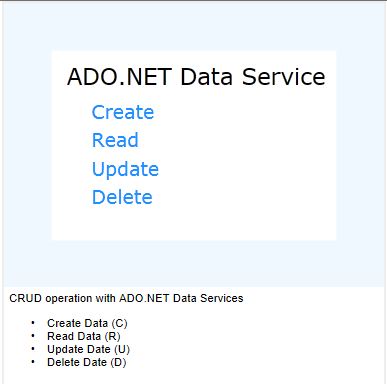 ADO.NET Data Service
Create
Read
Update
Delete
CRUD operation with ADO.NET Data Services
• Create Data (C)
• Read Data (R)
• Update Date (U)
• Delete Date (D)